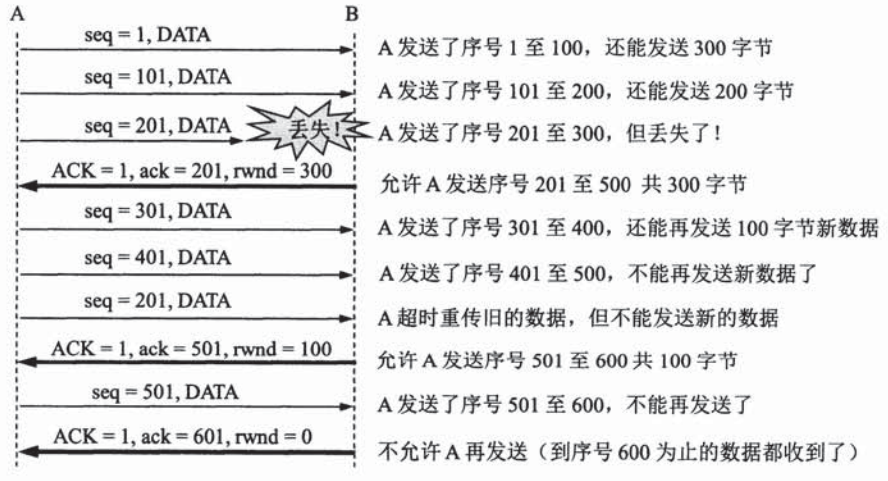 A B
seq = 1, DATA A 发送了序号 1 至 100，还能发送 300 字节
seq = 101, DATA A 发送了序号 101 至 200，还能发送 200 字节
seq = 201, DATA 丢失！ A 发送了序号 201 至 300，但丢失了！
ACK = 1, ack = 201, rwnd = 300 允许 A 发送序号 201 至 500 共 300 字节
seq = 301, DATA A 发送了序号 301 至 400，还能再发送 100 字节新数据
seq = 401, DATA A 发送了序号 401 至 500，不能再发送新数据了
seq = 201, DATA A 超时重传旧的数据，但不能发送新的数据
ACK = 1, ack = 501, rwnd = 100 允许 A 发送序号 501 至 600 共 100 字节
seq = 501, DATA A 发送了序号 501 至 600，不能再发送了
ACK = 1, ack = 601, rwnd = 0 不允许 A 再发送（到序号 600 为止的数据都收到了）